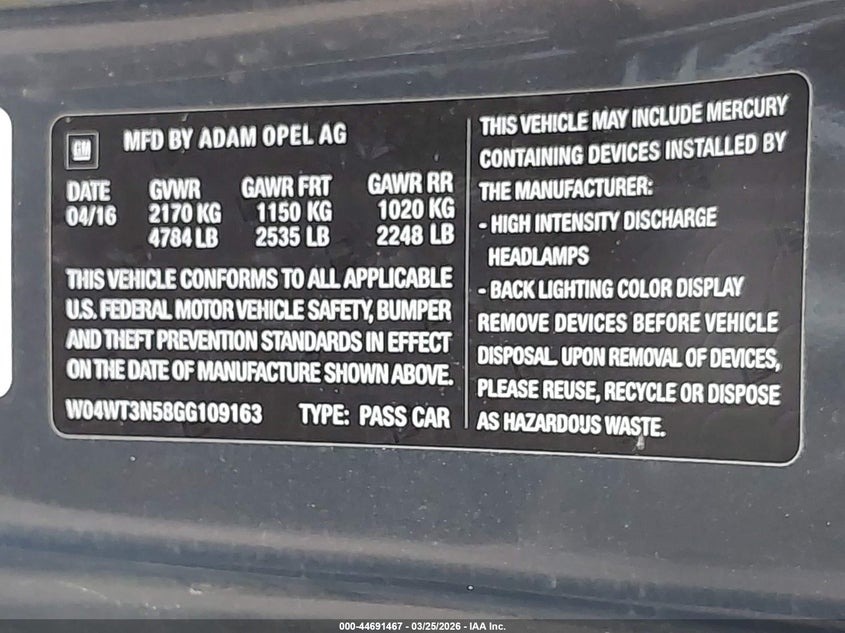 GM
MFD BY ADAM OPEL AG
DATE GVWR GAWR FRT GAWR RR
04/16 2170 KG 1150 KG 1020 KG
4784 LB 2535 LB 2248 LB
THIS VEHICLE CONFORMS TO ALL APPLICABLE
U.S. FEDERAL MOTOR VEHICLE SAFETY, BUMPER
AND THEFT PREVENTION STANDARDS IN EFFECT
ON THE DATE OF MANUFACTURE SHOWN ABOVE.
W04WT3N58GG109163 TYPE: PASS CAR
THIS VEHICLE MAY INCLUDE MERCURY
CONTAINING DEVICES INSTALLED BY
THE MANUFACTURER:
- HIGH INTENSITY DISCHARGE
HEADLAMPS
- BACK LIGHTING COLOR DISPLAY
REMOVE DEVICES BEFORE VEHICLE
DISPOSAL. UPON REMOVAL OF DEVICES,
PLEASE REUSE, RECYCLE OR DISPOSE
AS HAZARDOUS WASTE.
000-44691467 - 03/25/2026 - IAA Inc.